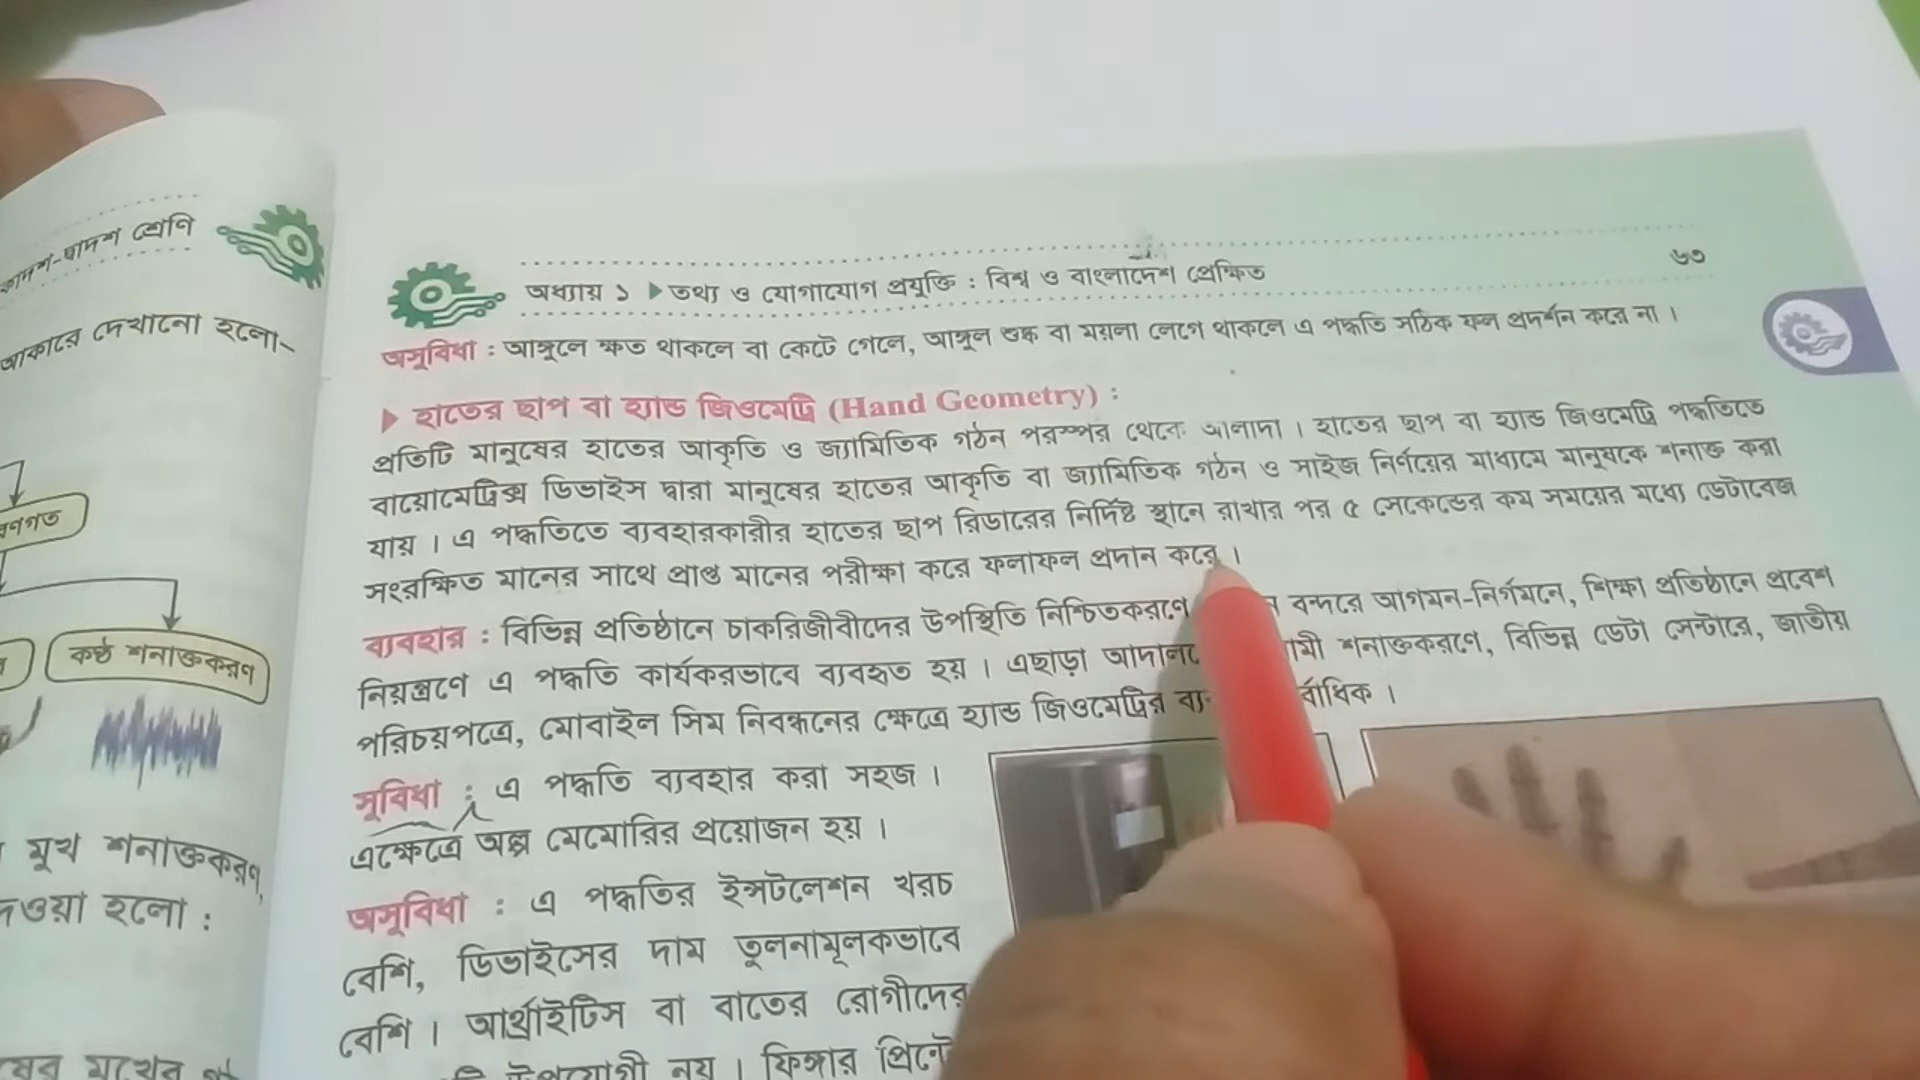 দশ-দ্বাদশ শ্রেণি
আকারে দেখানো হলো-
কণ্ঠ শনাক্তকরণ
মুখ শনাক্তকরণ,
হলো :
অধ্যায় ১ ▶ তথ্য ও যোগাযোগ প্রযুক্তি : বিশ্ব ও বাংলাদেশ প্রেক্ষিত
৬৩
অসুবিধা : আঙ্গুলে ক্ষত থাকলে বা কেটে গেলে, আঙ্গুল শুষ্ক বা ময়লা লেগে থাকলে এ পদ্ধতি সঠিক ফল প্রদর্শন করে না ।
▶ হাতের ছাপ বা হ্যান্ড জিওমেট্রি (Hand Geometry) :
প্রতিটি মানুষের হাতের আকৃতি ও জ্যামিতিক গঠন পরস্পর থেকে আলাদা । হাতের ছাপ বা হ্যান্ড জিওমেট্রি পদ্ধতিতে
বায়োমেট্রিক্স ডিভাইস দ্বারা মানুষের হাতের আকৃতি বা জ্যামিতিক গঠন ও সাইজ নির্ণয়ের মাধ্যমে মানুষকে শনাক্ত করা
যায় । এ পদ্ধতিতে ব্যবহারকারীর হাতের ছাপ রিডারের নির্দিষ্ট স্থানে রাখার পর ৫ সেকেন্ডের কম সময়ের মধ্যে ডেটাবেজ
সংরক্ষিত মানের সাথে প্রাপ্ত মানের পরীক্ষা করে ফলাফল প্রদান করে ।
ব্যবহার : বিভিন্ন প্রতিষ্ঠানে চাকরিজীবীদের উপস্থিতি নিশ্চিতকরণে বন্দরে আগমন-নির্গমনে, শিক্ষা প্রতিষ্ঠানে প্রবেশ
নিয়ন্ত্রণে এ পদ্ধতি কার্যকরভাবে ব্যবহৃত হয় । এছাড়া শনাক্তকরণে, বিভিন্ন ডেটা সেন্টারে, জাতীয়
পরিচয়পত্রে, মোবাইল সিম নিবন্ধনের ক্ষেত্রে হ্যান্ড জিওমেট্রির
সুবিধা : এ পদ্ধতি ব্যবহার করা সহজ ।
এক্ষেত্রে অল্প মেমোরির প্রয়োজন হয় ।
অসুবিধা : এ পদ্ধতির ইন্সটলেশন খরচ
বেশি, ডিভাইসের দাম তুলনামূলকভাবে
বেশি । আর্থ্রাইটিস বা বাতের রোগীদের
উপযোগী নয় । ফিঙ্গার